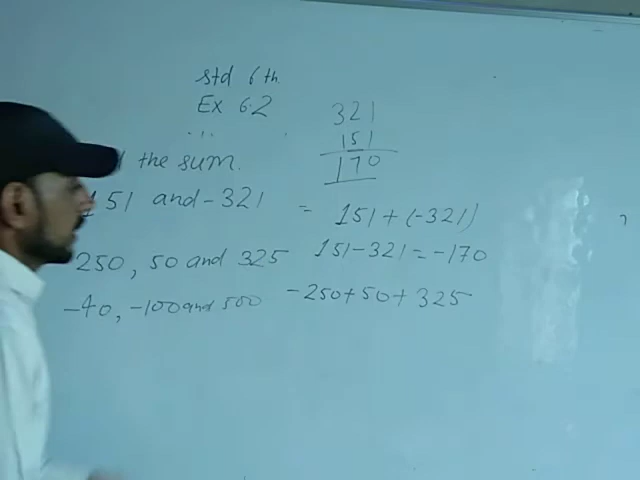 std 6th
Ex 6.2
321
151
170
the sum.
151 and -321 = 151 + (-321)
250, 50 and 325 151 - 321 = -170
-40, -100 and 500 -250 + 50 + 325